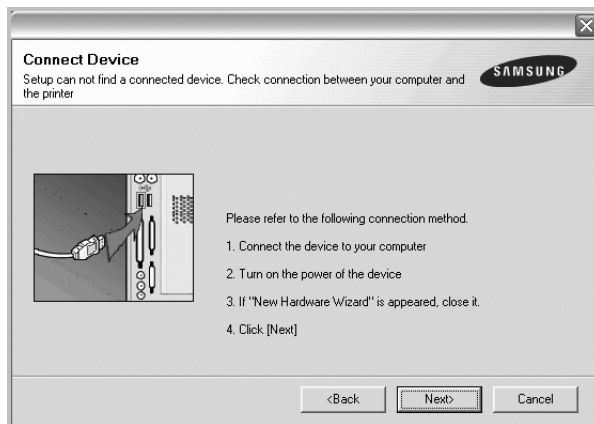 Connect Device
Setup can not find a connected device. Check connection between your computer and
the printer
SAMSUNG
Please refer to the following connection method.
1. Connect the device to your computer
2. Turn on the power of the device
3. If "New Hardware Wizard" is appeared, close it.
4. Click [Next]
<Back
Next>
Cancel